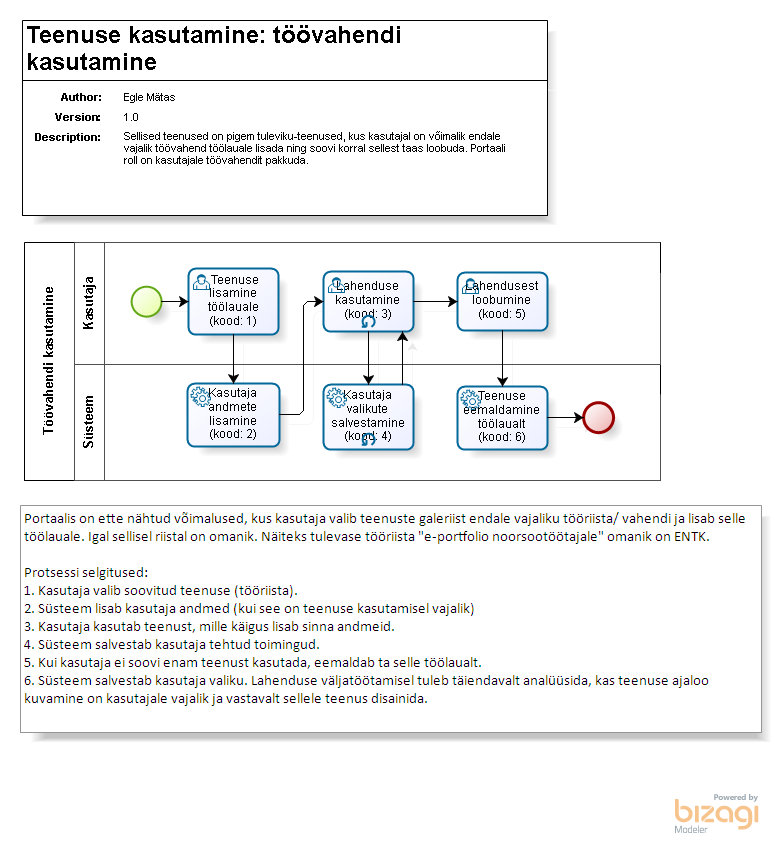 Teenuse kasutamine: töövahendi
kasutamine
Author: Egle Mätas
Version: 1.0
Description: Sellised teenused on pigem tuleviku-teenused, kus kasutajal on võimalik endale
vajalik töövahend töölauale lisada ning soovi korral sellest taas loobuda. Portaali
roll on kasutajale töövahendit pakkuda.
Töövahendi kasutamine
Kasutaja
Teenuse
lisamine
töölauale
(kood: 1)
Lahenduse
kasutamine
(kood: 3)
Lahendusest
loobumine
(kood: 5)
Süsteem
Kasutaja
andmete
lisamine
(kood: 2)
Kasutaja
valikute
salvestamine
(kood: 4)
Teenuse
eemaldamine
töölaualt
(kood: 6)
Portaalis on ette nähtud võimalused, kus kasutaja valib teenuste galeriist endale vajaliku tööriista/ vahendi ja lisab selle
töölauale. Igal sellisel riistal on omanik. Näiteks tulevase tööriista "e-portfolio noorsootöötajale" omanik on ENTK.
Protsessi selgitused:
1. Kasutaja valib soovitud teenuse (tööriista).
2. Süsteem lisab kasutaja andmed (kui see on teenuse kasutamisel vajalik)
3. Kasutaja kasutab teenust, mille käigus lisab sinna andmeid.
4. Süsteem salvestab kasutaja tehtud toimingud.
5. Kui kasutaja ei soovi enam teenust kasutada, eemaldab ta selle töölaualt.
6. Süsteem salvestab kasutaja valiku. Lahenduse väljatöötamisel tuleb täiendavalt analüüsida, kas teenuse ajaloo
kuvamine on kasutajale vajalik ja vastavalt sellele teenus disainida.
Powered by
bizagi
Modeler